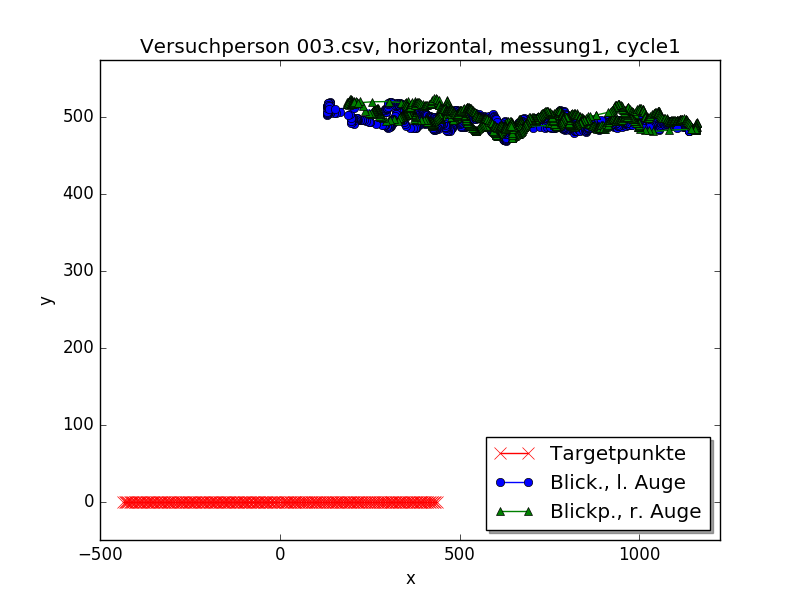 Versuchperson 003.csv, horizontal, messung1, cycle1
500
400
300
200
100
0
y
−500
0
500
1000
x
Targetpunkte
Blick., l. Auge
Blickp., r. Auge